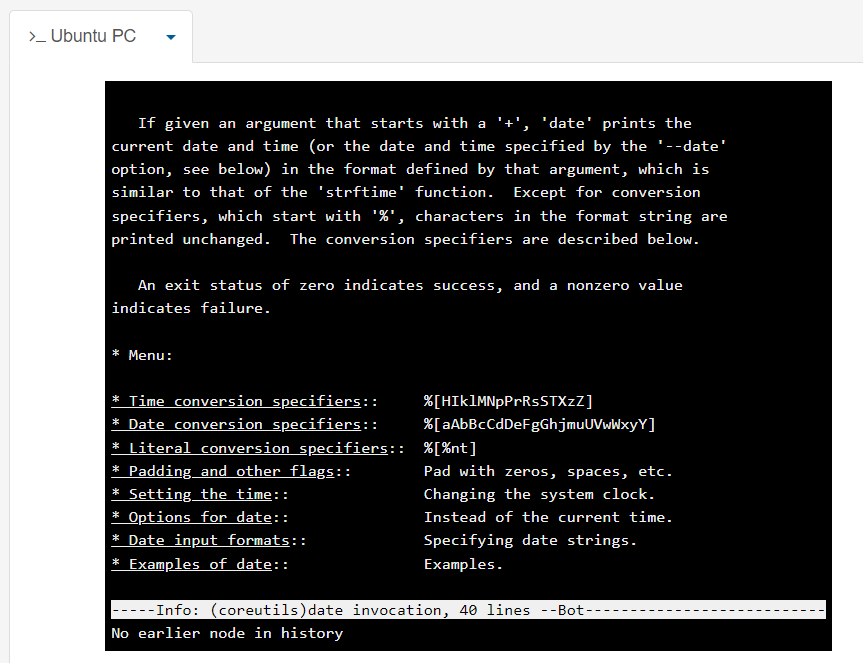 >_ Ubuntu PC
If given an argument that starts with a '+', 'date' prints the
current date and time (or the date and time specified by the '--date'
option, see below) in the format defined by that argument, which is
similar to that of the 'strftime' function.  Except for conversion
specifiers, which start with '%', characters in the format string are
printed unchanged.  The conversion specifiers are described below.
An exit status of zero indicates success, and a nonzero value
indicates failure.
* Menu:
* Time conversion specifiers::     %[HIklMNpPrRsSTXzZ]
* Date conversion specifiers::     %[aAbBcCdDeFgGhjmuUVwWxyY]
* Literal conversion specifiers::  %[%nt]
* Padding and other flags::        Pad with zeros, spaces, etc.
* Setting the time::               Changing the system clock.
* Options for date::               Instead of the current time.
* Date input formats::             Specifying date strings.
* Examples of date::               Examples.
-----Info: (coreutils)date invocation, 40 lines --Bot---------------------------
No earlier node in history